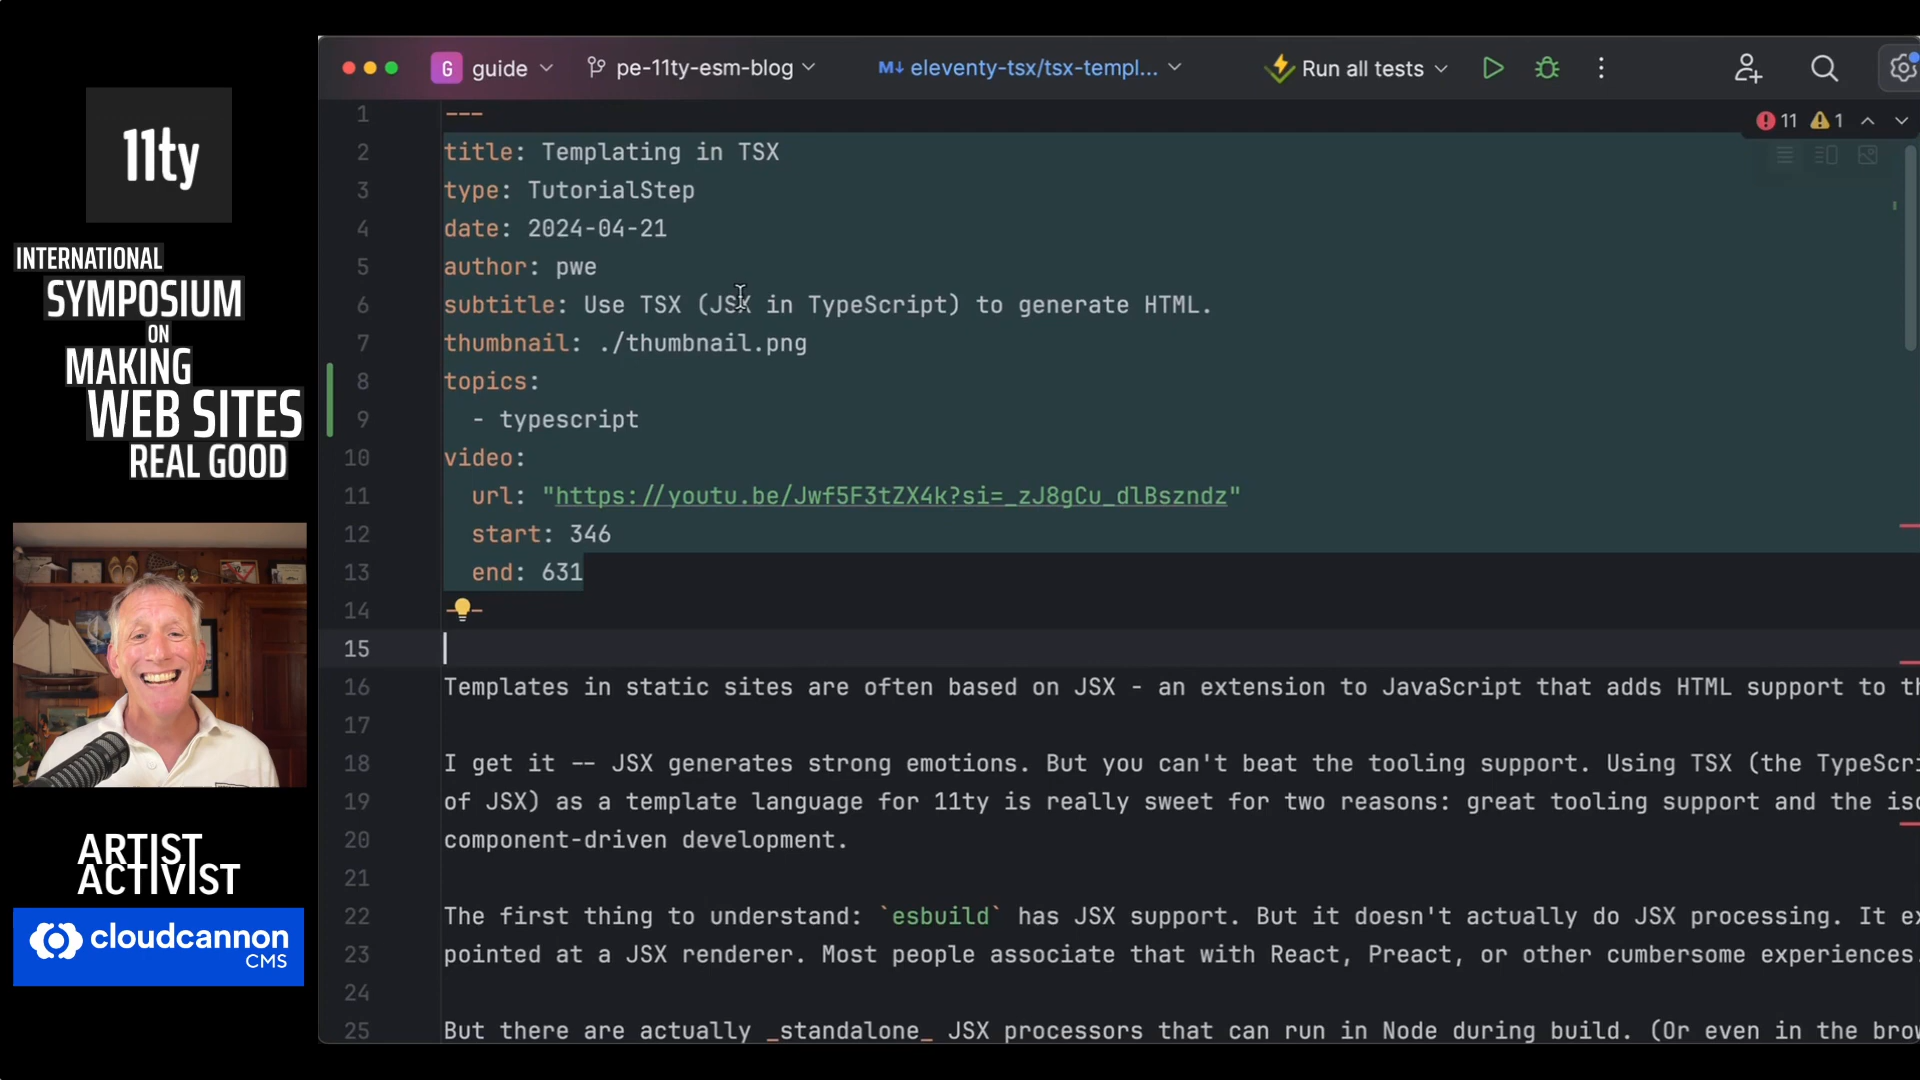 11ty
INTERNATIONAL
SYMPOSIUM
ON
MAKING
WEB SITES
REAL GOOD
ARTIST
ACTIVIST
cloudcannon
CMS
G guide pe-11ty-esm-blog M↓ eleventy-tsx/tsx-templ... Run all tests
11 1
1 ---
2 title: Templating in TSX
3 type: TutorialStep
4 date: 2024-04-21
5 author: pwe
6 subtitle: Use TSX (JSX in TypeScript) to generate HTML.
7 thumbnail: ./thumbnail.png
8 topics:
9 - typescript
10 video:
11 url: "https://youtu.be/Jwf5F3tZX4k?si=_zJ8gCu_dlBszndz"
12 start: 346
13 end: 631
14 ---
15
16 Templates in static sites are often based on JSX - an extension to JavaScript that adds HTML support to th
17
18 I get it -- JSX generates strong emotions. But you can't beat the tooling support. Using TSX (the TypeScri
19 of JSX) as a template language for 11ty is really sweet for two reasons: great tooling support and the iso
20 component-driven development.
21
22 The first thing to understand: `esbuild` has JSX support. But it doesn't actually do JSX processing. It ex
23 pointed at a JSX renderer. Most people associate that with React, Preact, or other cumbersome experiences.
24
25 But there are actually _standalone_ JSX processors that can run in Node during build. (Or even in the brow